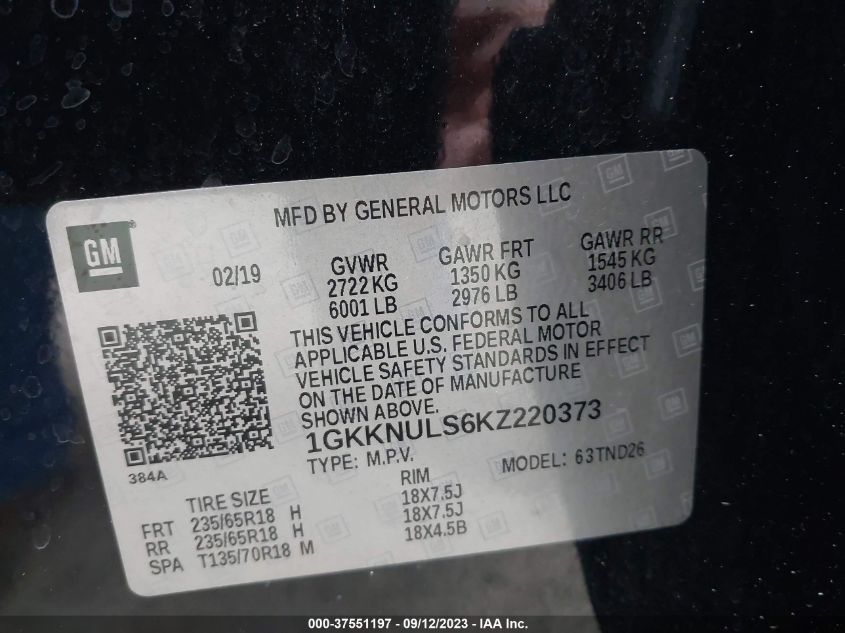 MFD BY GENERAL MOTORS LLC
GM
02/19
GVWR
2722 KG
6001 LB
GAWR FRT
1350 KG
2976 LB
GAWR RR
1545 KG
3406 LB
THIS VEHICLE CONFORMS TO ALL
APPLICABLE U.S. FEDERAL MOTOR
VEHICLE SAFETY STANDARDS IN EFFECT
ON THE DATE OF MANUFACTURE
SHOWN ABOVE.
1GKKNULS6KZ220373
384A
TYPE: M.P.V.
MODEL: 63TND26
TIRE SIZE
RIM
FRT 235/65R18 H 18X7.5J
RR 235/65R18 H 18X7.5J
SPA T135/70R18 M 18X4.5B
000-37551197 - 09/12/2023 - IAA Inc.